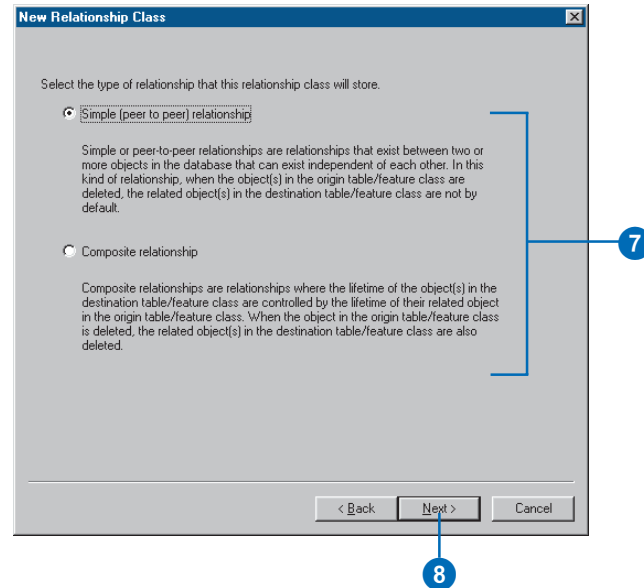 New Relationship Class
Select the type of relationship that this relationship class will store.
Simple (peer to peer) relationship
Simple or peer-to-peer relationships are relationships that exist between two or
more objects in the database that can exist independent of each other. In this
kind of relationship, when the object(s) in the origin table/feature class are
deleted, the related object(s) in the destination table/feature class are not by
default.
7
Composite relationship
Composite relationships are relationships where the lifetime of the object(s) in the
destination table/feature class are controlled by the lifetime of their related object
in the origin table/feature class. When the object in the origin table/feature class
is deleted, the related object(s) in the destination table/feature class are also
deleted.
< Back Next > Cancel
8